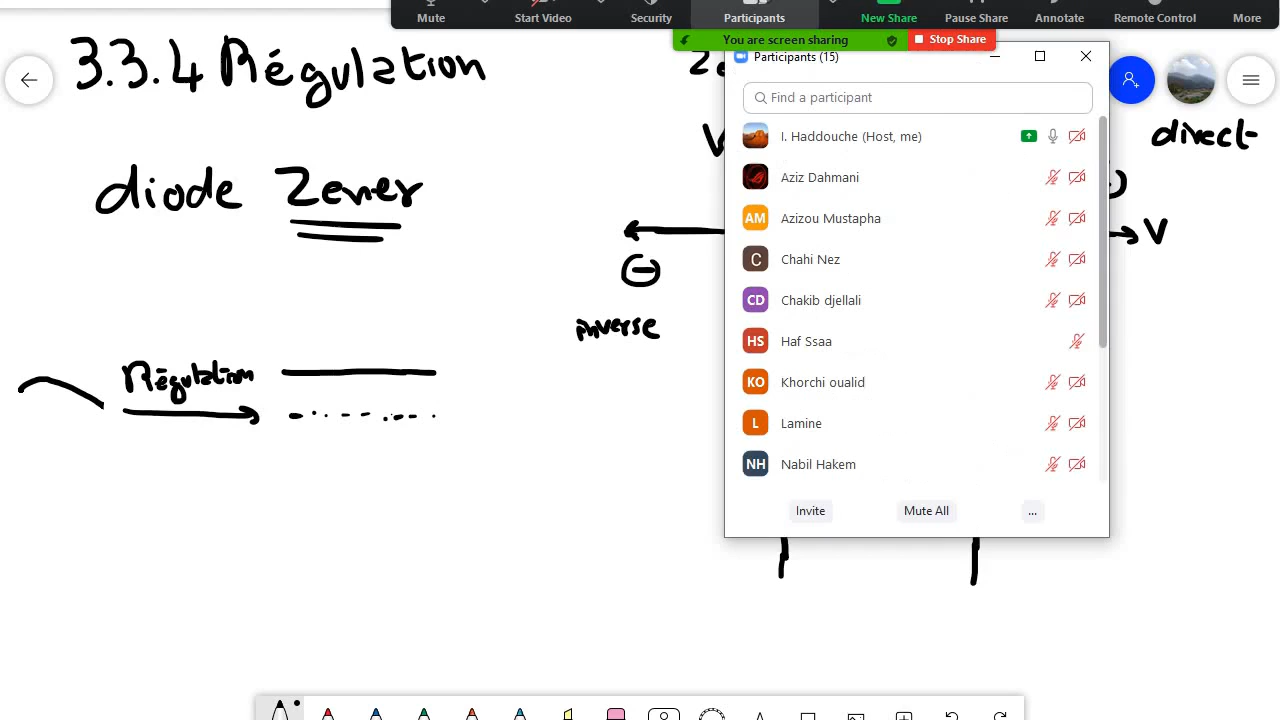 Mute
Start Video
Security
Participants
New Share
Pause Share
Annotate
Remote Control
More
You are screen sharing
Stop Share
3.3.4 Régulation
Participants (15)
Find a participant
direct
I. Haddouche (Host, me)
V
Aziz Dahmani
diode Zener
AM Azizou Mustapha
V
C Chahi Nez
CD Chakib djellali
inverse
HS Haf Ssaa
Régulation
KO Khorchi oualid
L Lamine
NH Nabil Hakem
Invite
Mute All
...